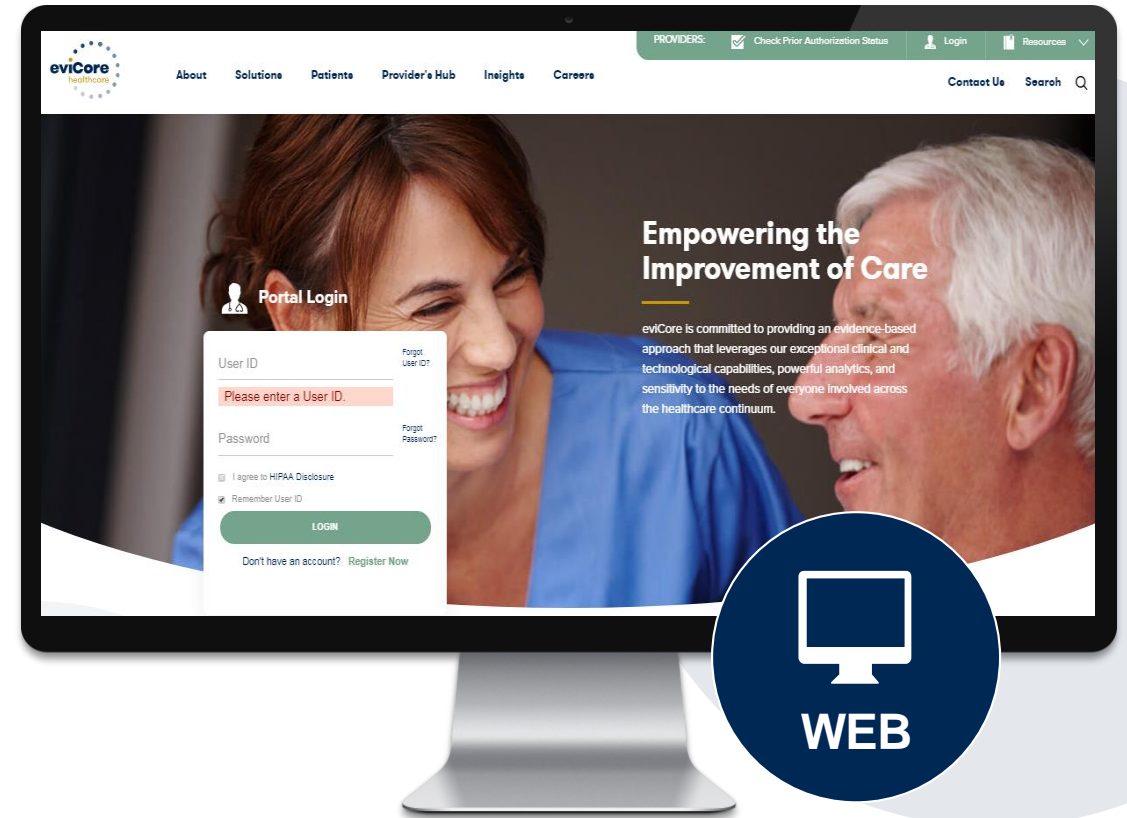 PROVIDERS: Check Prior Authorization Status Login Resources
eviCore
healthcare
About Solutions Patients Provider's Hub Insights Careers
Contact Us Search
Empowering the
Improvement of Care
eviCore is committed to providing an evidence-based
approach that leverages our exceptional clinical and
technological capabilities, powerful analytics, and
sensitivity to the needs of everyone involved across
the healthcare continuum.
Portal Login
User ID
Forgot
User ID?
Please enter a User ID.
Password
Forgot
Password?
I agree to HIPAA Disclosure
Remember User ID
LOGIN
Don't have an account? Register Now
WEB